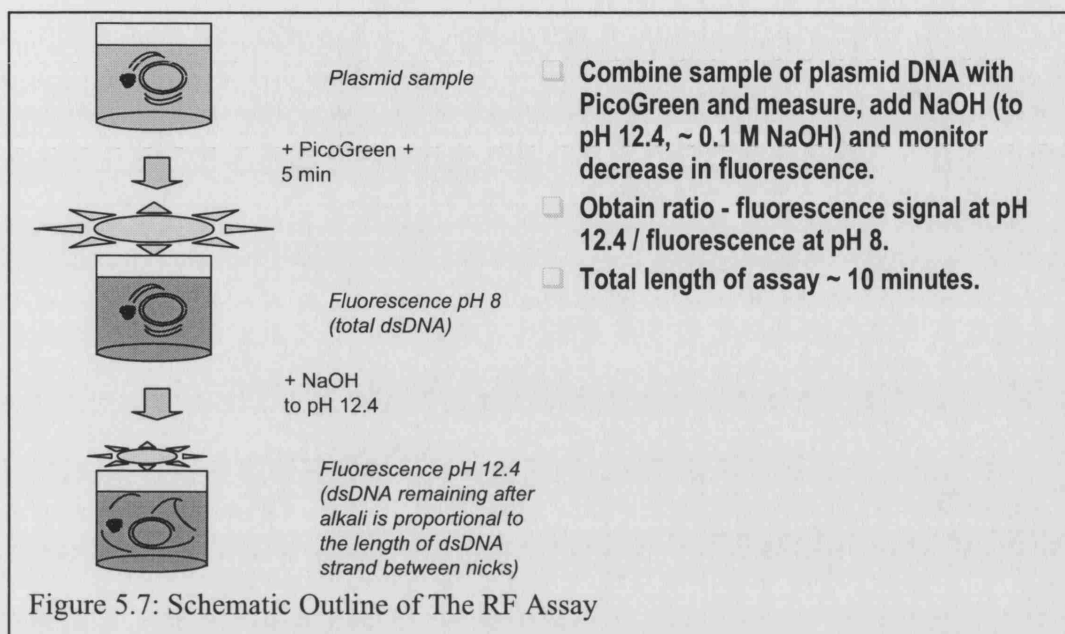 Plasmid sample
+ PicoGreen +
5 min
Fluorescence pH 8
(total dsDNA)
+ NaOH
to pH 12.4
Fluorescence pH 12.4
(dsDNA remaining after
alkali is proportional to
the length of dsDNA
strand between nicks)
Combine sample of plasmid DNA with
PicoGreen and measure, add NaOH (to
pH 12.4, ~ 0.1 M NaOH) and monitor
decrease in fluorescence.
Obtain ratio - fluorescence signal at pH
12.4 / fluorescence at pH 8.
Total length of assay ~ 10 minutes.
Figure 5.7: Schematic Outline of The RF Assay